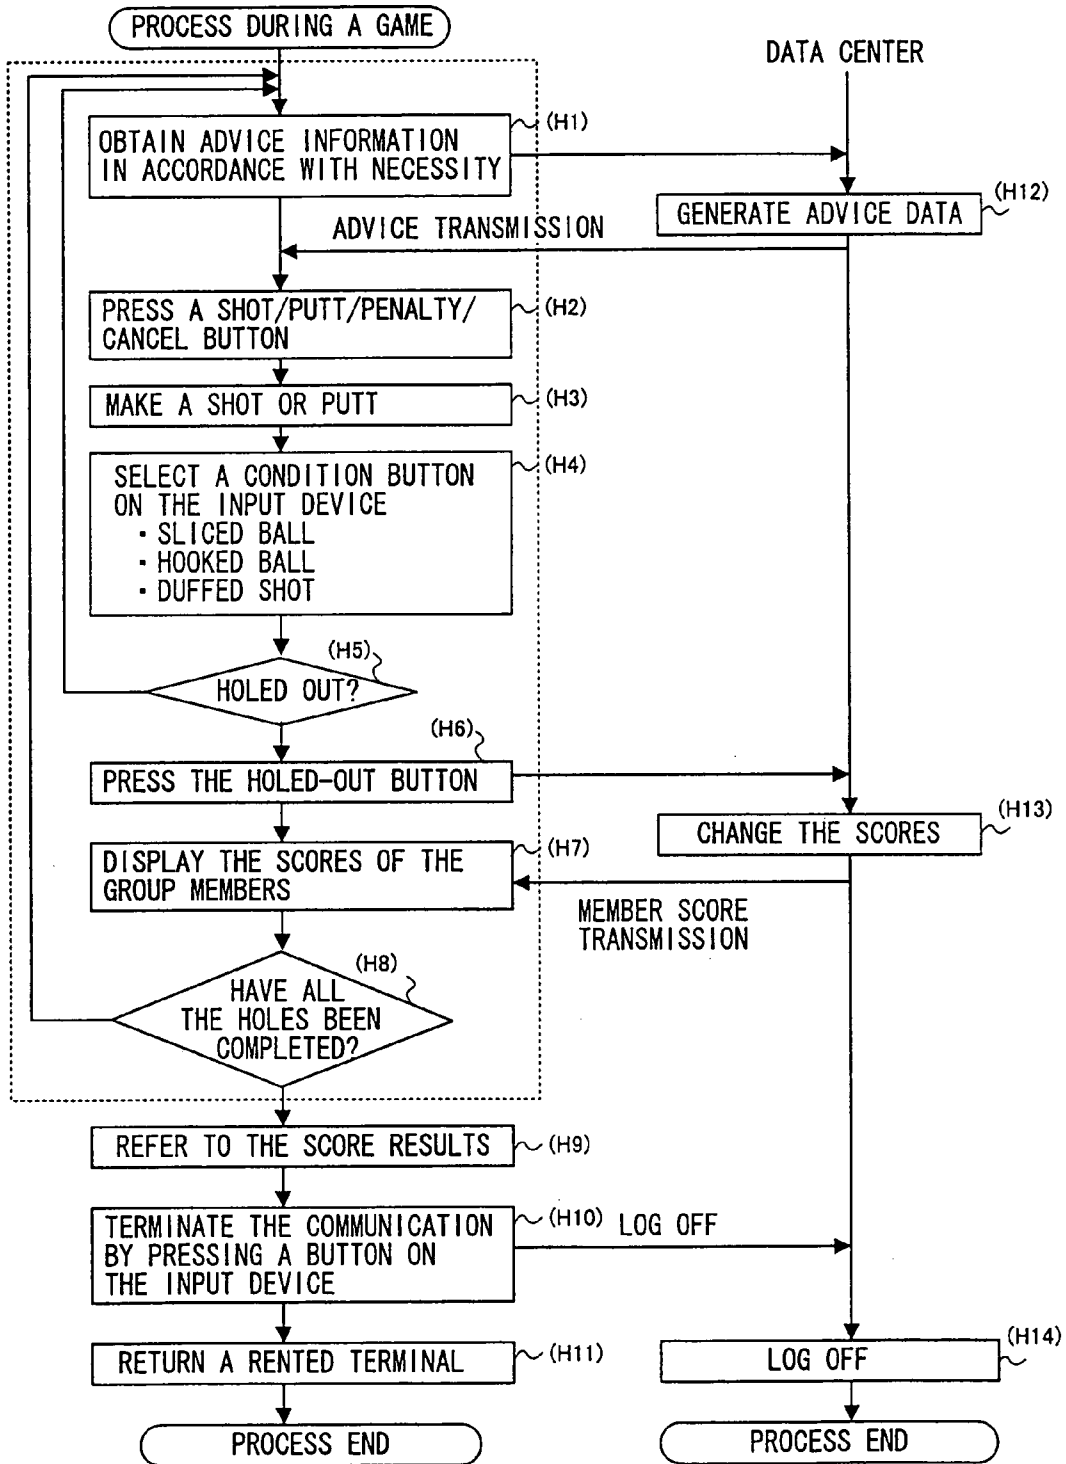 PROCESS DURING A GAME
DATA CENTER
(H1)
OBTAIN ADVICE INFORMATION
IN ACCORDANCE WITH NECESSITY
(H12)
GENERATE ADVICE DATA
ADVICE TRANSMISSION
(H2)
PRESS A SHOT/PUTT/PENALTY/
CANCEL BUTTON
(H3)
MAKE A SHOT OR PUTT
(H4)
SELECT A CONDITION BUTTON
ON THE INPUT DEVICE
・SLICED BALL
・HOOKED BALL
・DUFFED SHOT
(H5)
HOLED OUT?
(H6)
PRESS THE HOLED-OUT BUTTON
(H13)
CHANGE THE SCORES
(H7)
DISPLAY THE SCORES OF THE
GROUP MEMBERS
MEMBER SCORE
TRANSMISSION
(H8)
HAVE ALL
THE HOLES BEEN
COMPLETED?
REFER TO THE SCORE RESULTS
(H9)
TERMINATE THE COMMUNICATION
BY PRESSING A BUTTON ON
THE INPUT DEVICE
(H10)
LOG OFF
RETURN A RENTED TERMINAL
(H11)
LOG OFF
(H14)
PROCESS END
PROCESS END